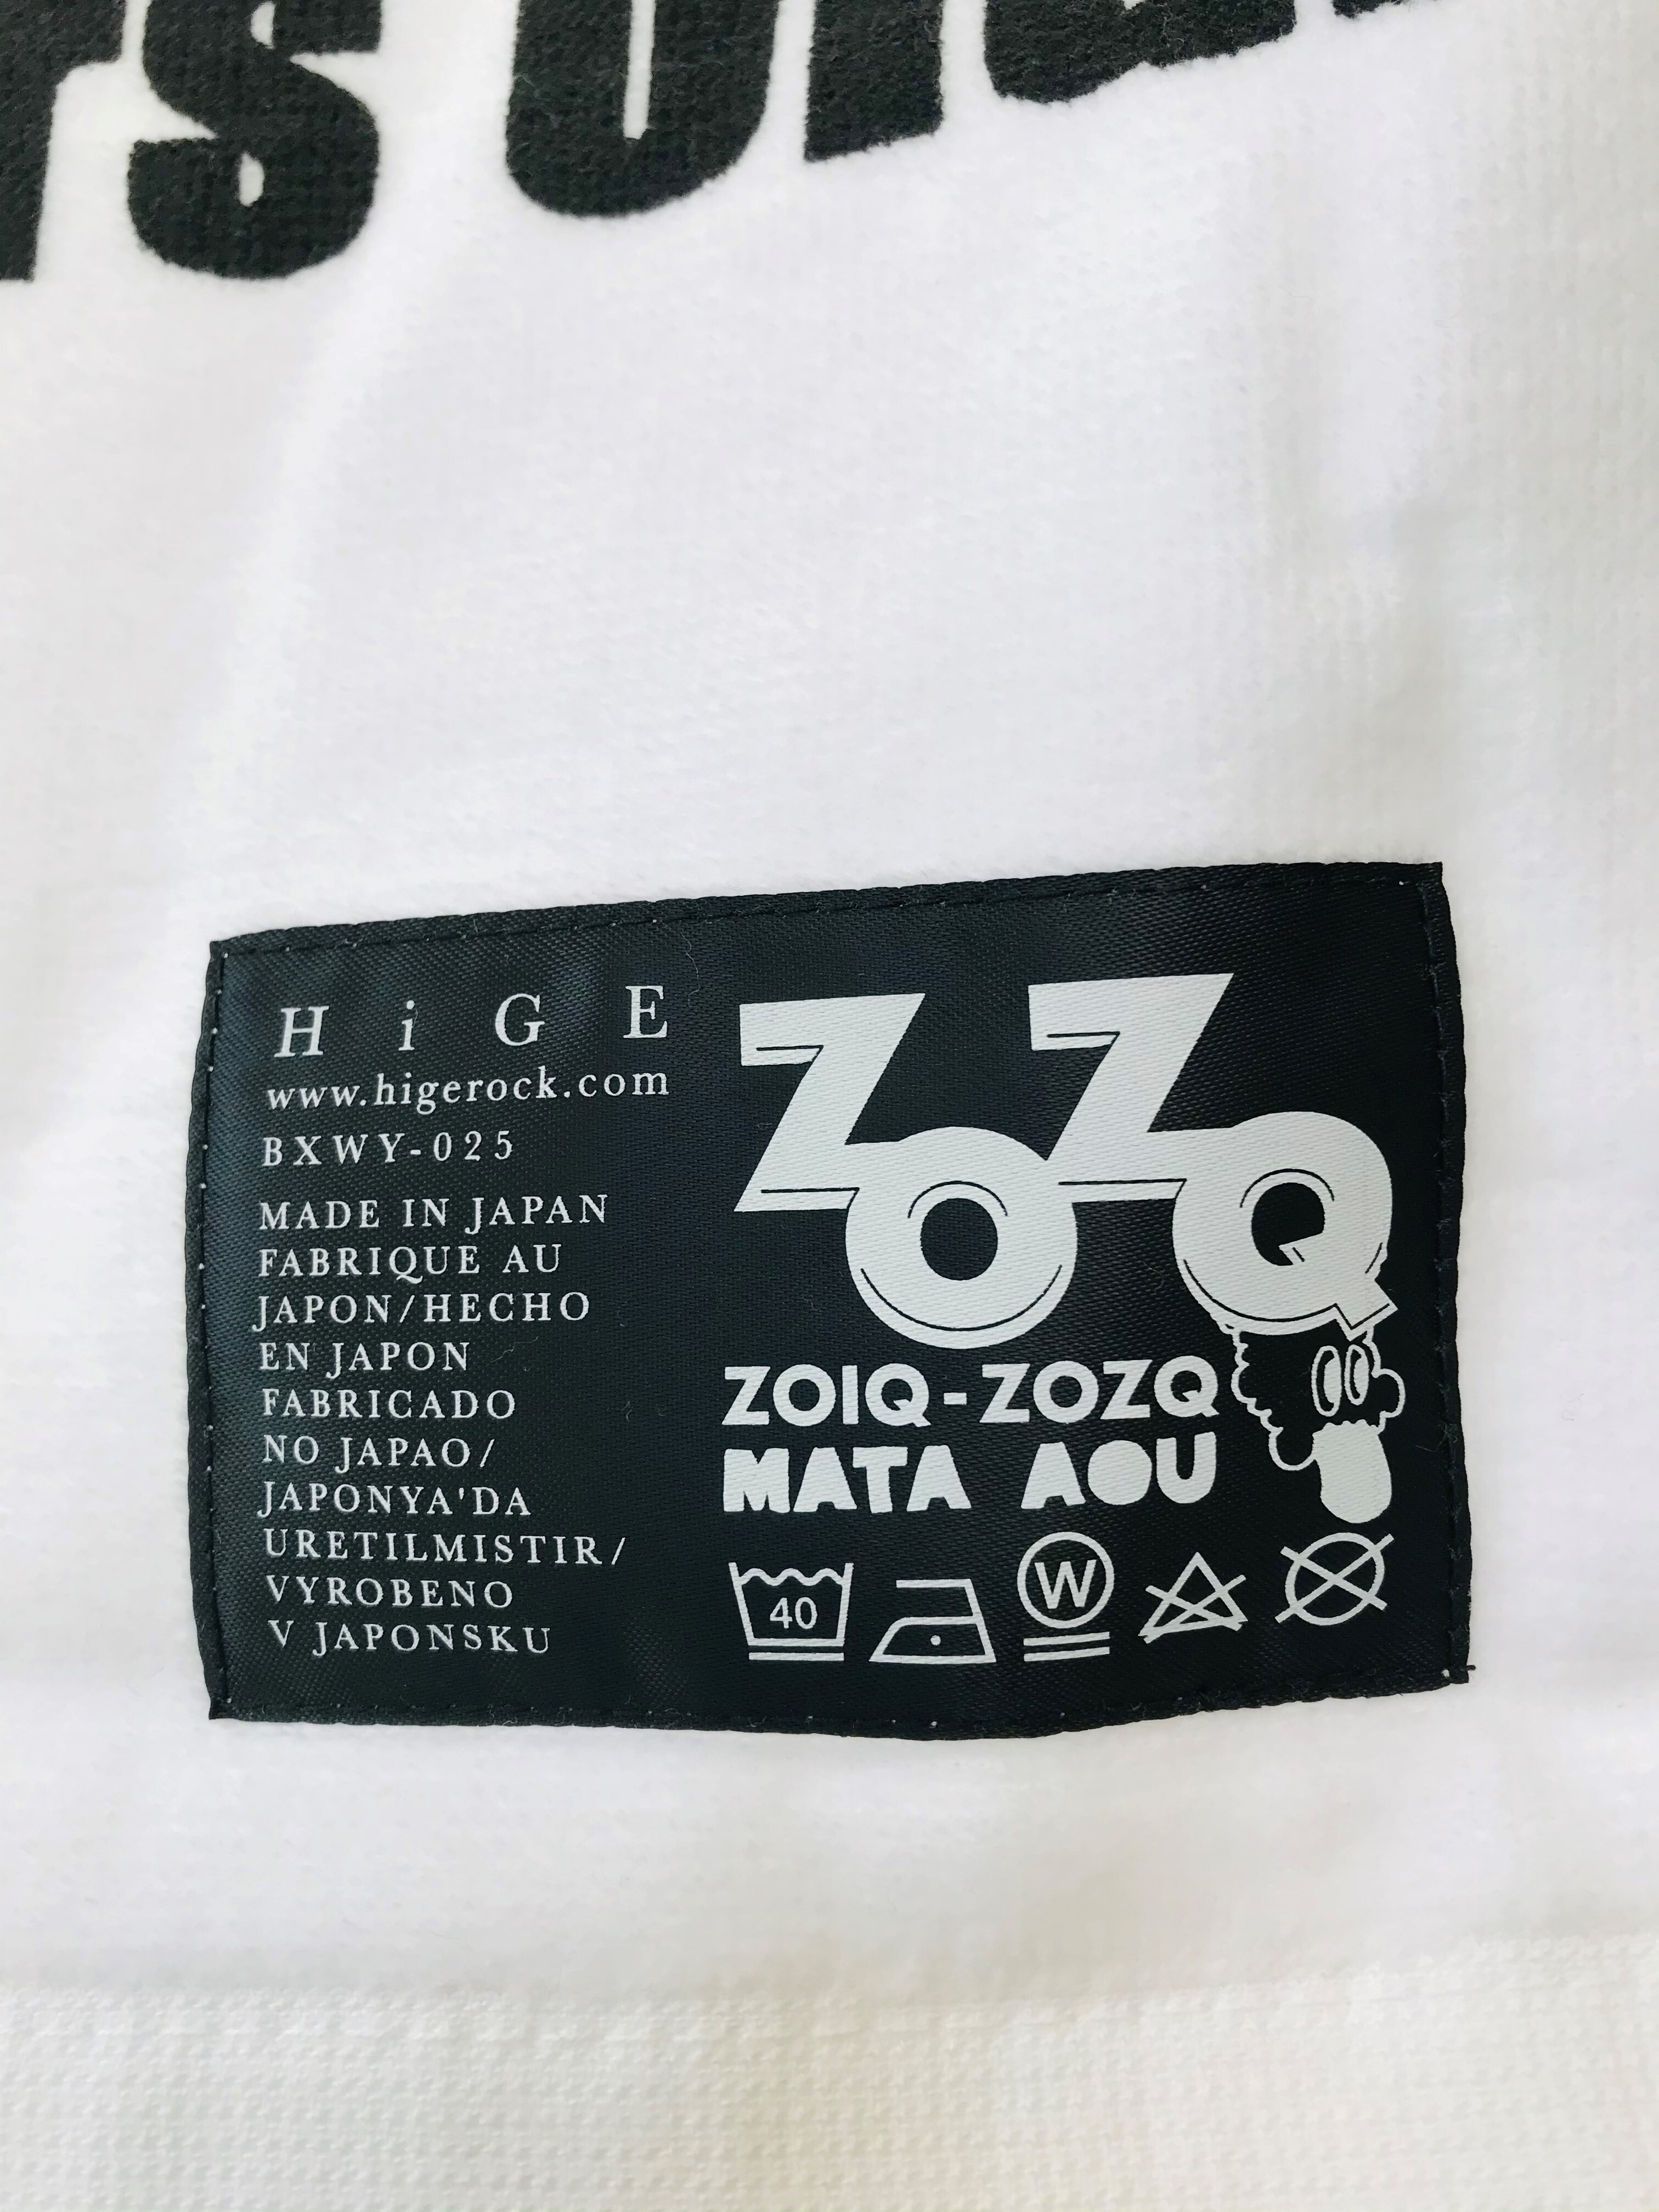 H i G E
www.higerock.com
BXWY-025
MADE IN JAPAN
FABRIQUE AU
JAPON/HECHO
EN JAPON
FABRICADO
NO JAPAO/
JAPONYA'DA
URETILMISTIR/
VYROBENO
V JAPONSKU
ZOZQ
ZOIQ-ZOZQ
MATA AOU
40
W